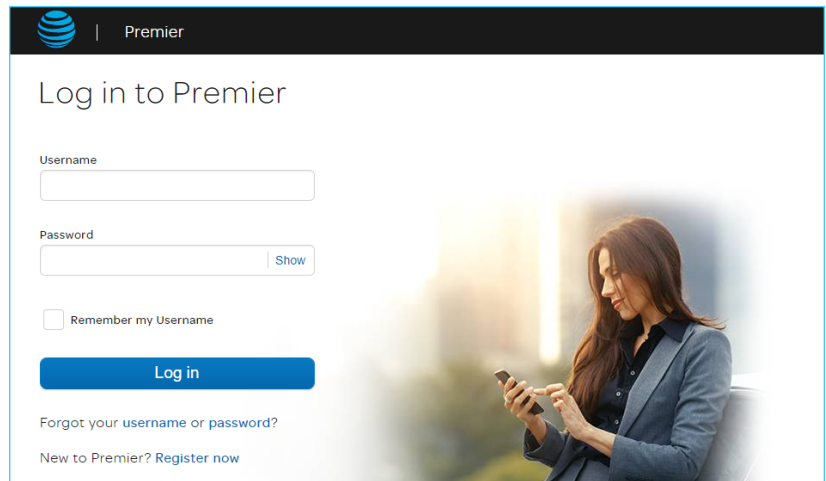 | Premier
Log in to Premier
Username
Password
Show
Remember my Username
Log in
Forgot your username or password?
New to Premier? Register now